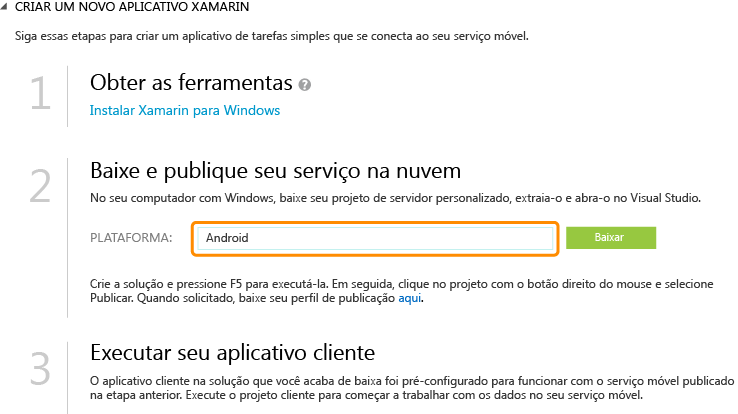 CRIAR UM NOVO APLICATIVO XAMARIN
Siga essas etapas para criar um aplicativo de tarefas simples que se conecta ao seu serviço móvel.
1
Obter as ferramentas ?
Instalar Xamarin para Windows
2
Baixe e publique seu serviço na nuvem
No seu computador com Windows, baixe seu projeto de servidor personalizado, extraia-o e abra-o no Visual Studio.
PLATAFORMA: Android Baixar
Crie a solução e pressione F5 para executá-la. Em seguida, clique no projeto com o botão direito do mouse e selecione
Publicar. Quando solicitado, baixe seu perfil de publicação aqui.
3
Executar seu aplicativo cliente
O aplicativo cliente na solução que você acaba de baixa foi pré-configurado para funcionar com o serviço móvel publicado
na etapa anterior. Execute o projeto cliente para começar a trabalhar com os dados no seu serviço móvel.